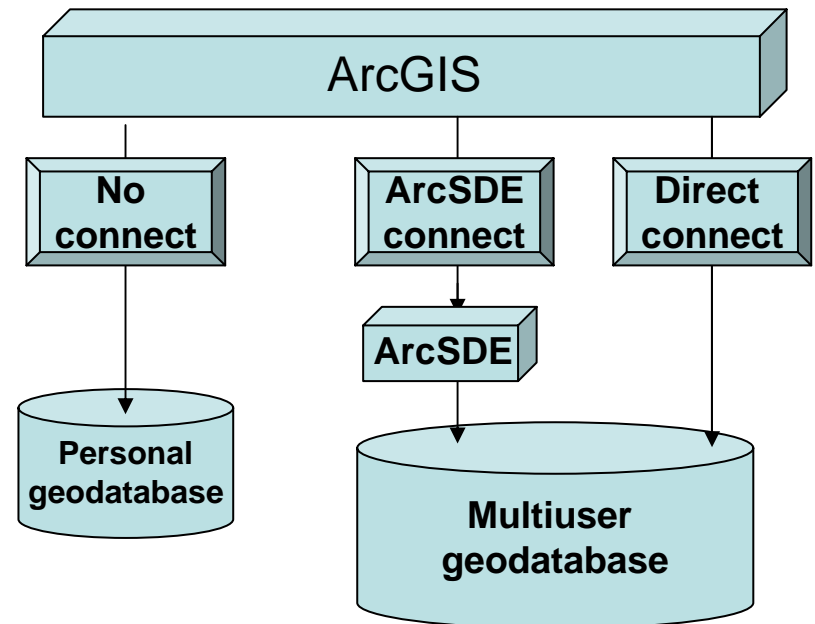 ArcGIS
No
connect
ArcSDE
connect
Direct
connect
ArcSDE
Personal
geodatabase
Multiuser
geodatabase